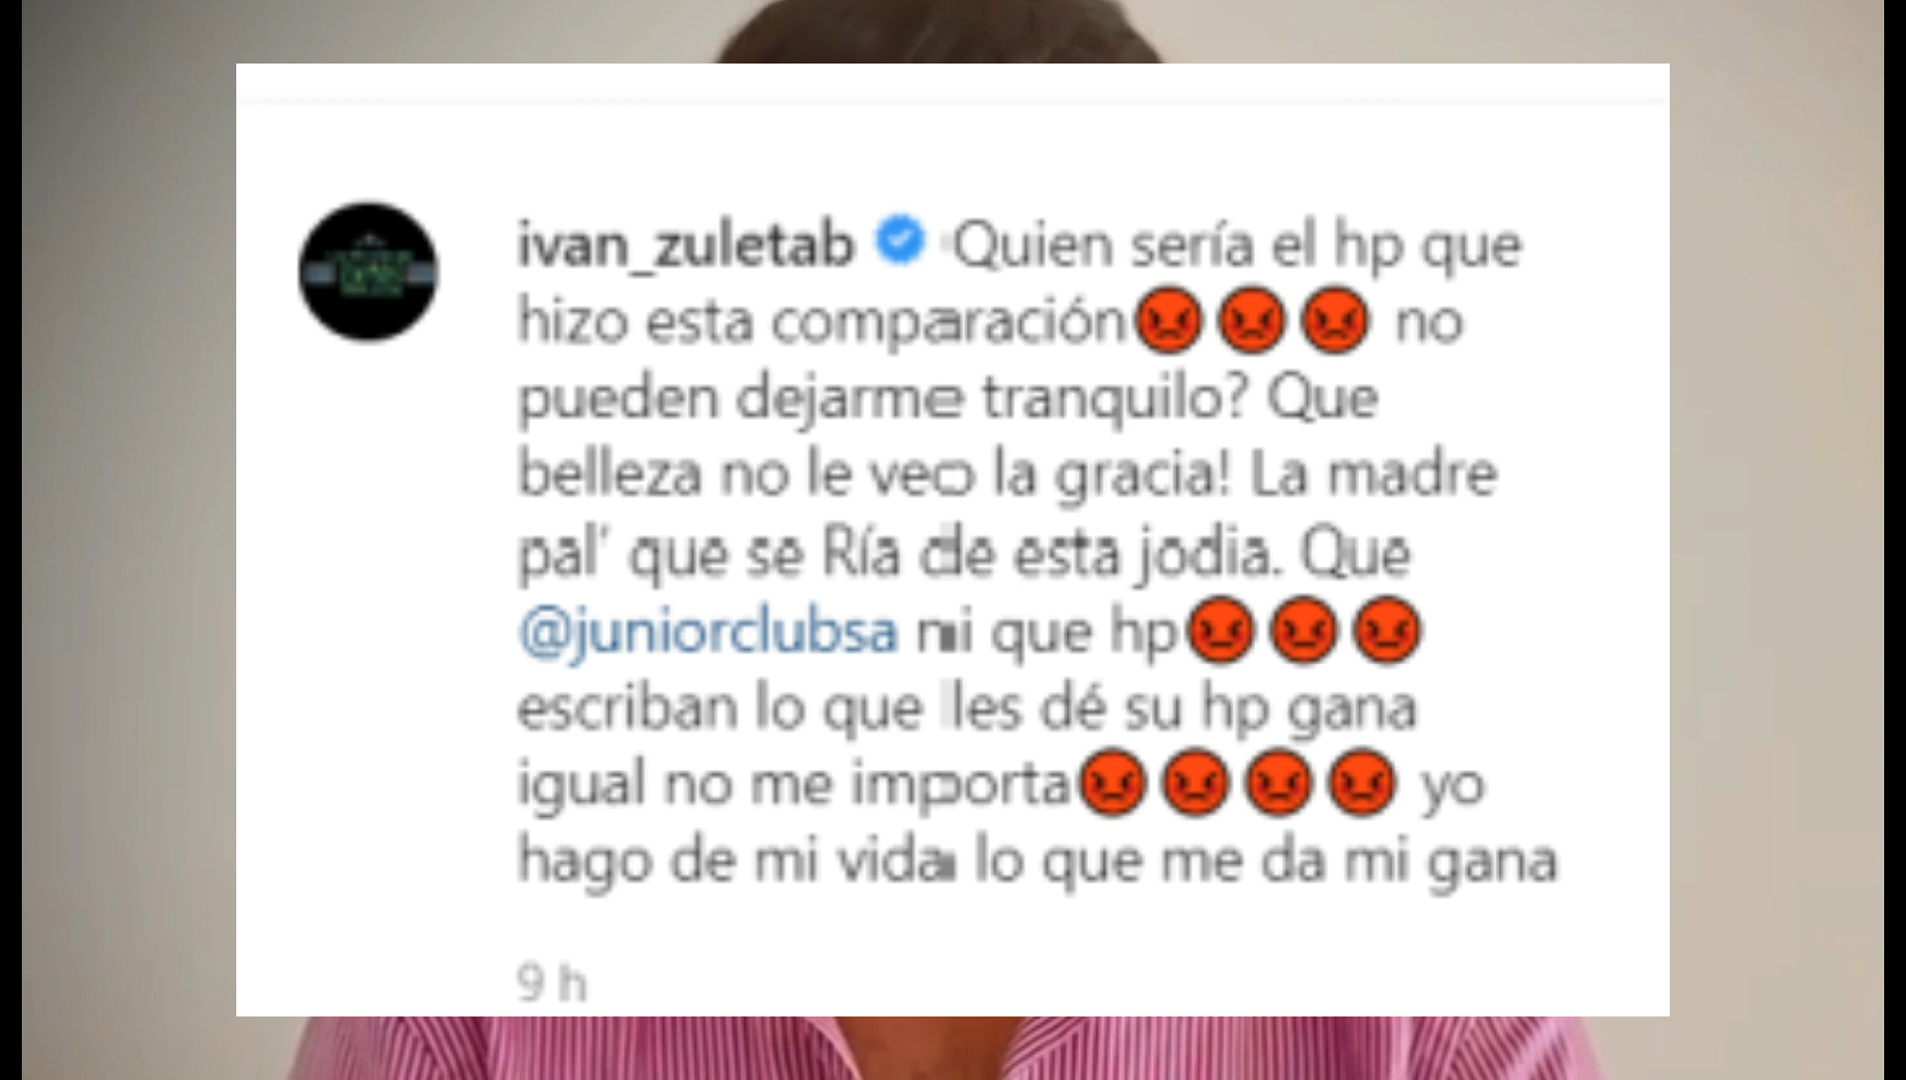 ivan_zuletab Quien sería el hp que
hizo esta comparación😡😡😡 no
pueden dejarme tranquilo? Que
belleza no le veo la gracia! La madre
pal' que se Ría de esta jodia. Que
@juniorclubsa ni que hp😡😡😡
escriban lo que les dé su hp gana
igual no me importa😡😡😡😡 yo
hago de mi vida lo que me da mi gana
9 h